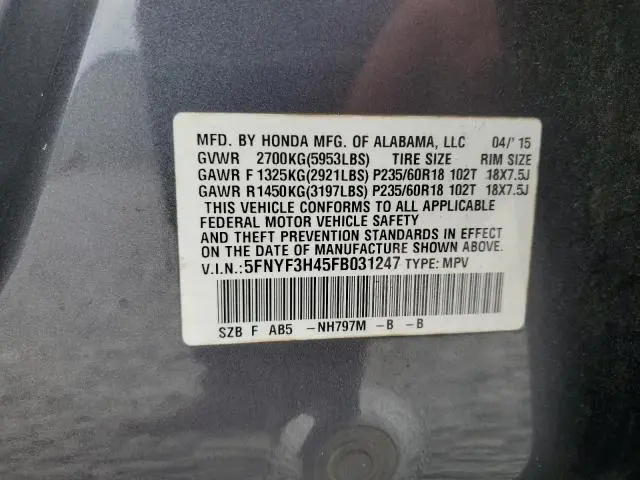 MFD. BY HONDA MFG. OF ALABAMA, LLC 04/'15
GVWR 2700KG(5953LBS) TIRE SIZE RIM SIZE
GAWR F 1325KG(2921LBS) P235/60R18 102T 18X7.5J
GAWR R1450KG(3197LBS) P235/60R18 102T 18X7.5J
THIS VEHICLE CONFORMS TO ALL APPLICABLE
FEDERAL MOTOR VEHICLE SAFETY
AND THEFT PREVENTION STANDARDS IN EFFECT
ON THE DATE OF MANUFACTURE SHOWN ABOVE.
V.I.N.:5FNYF3H45FB031247 TYPE: MPV
SZB F AB5 -NH797M -B -B